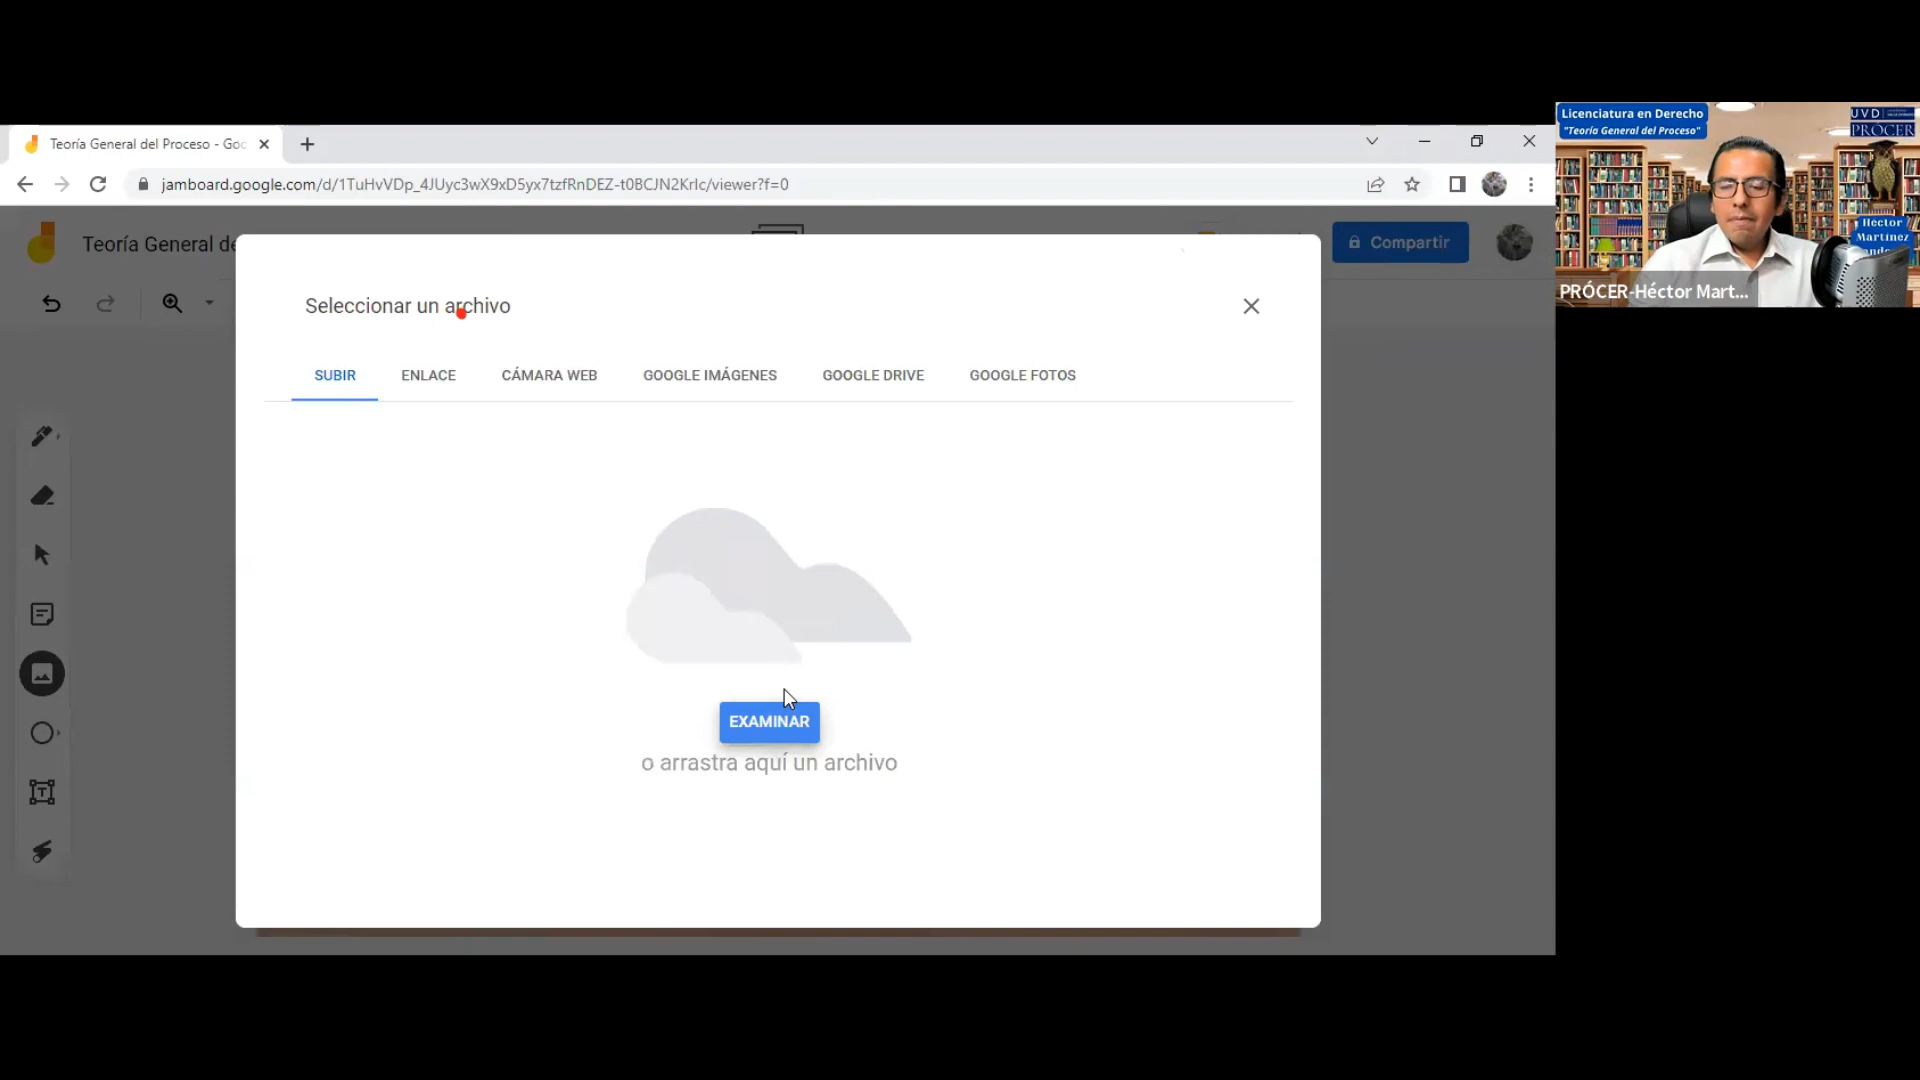 Teoría General del Proceso - Goo
jamboard.google.com/d/1TuHvVDp_4JUyc3wX9xD5yx7tzfRnDEZ-t0BCJN2KrIc/viewer?f=0
Teoría General de
Compartir
Seleccionar un archivo
SUBIR
ENLACE
CÁMARA WEB
GOOGLE IMÁGENES
GOOGLE DRIVE
GOOGLE FOTOS
EXAMINAR
o arrastra aquí un archivo
Licenciatura en Derecho
"Teoría General del Proceso"
UVD
PRÓCER
Héctor
Martínez
PRÓCER-Héctor Mart...